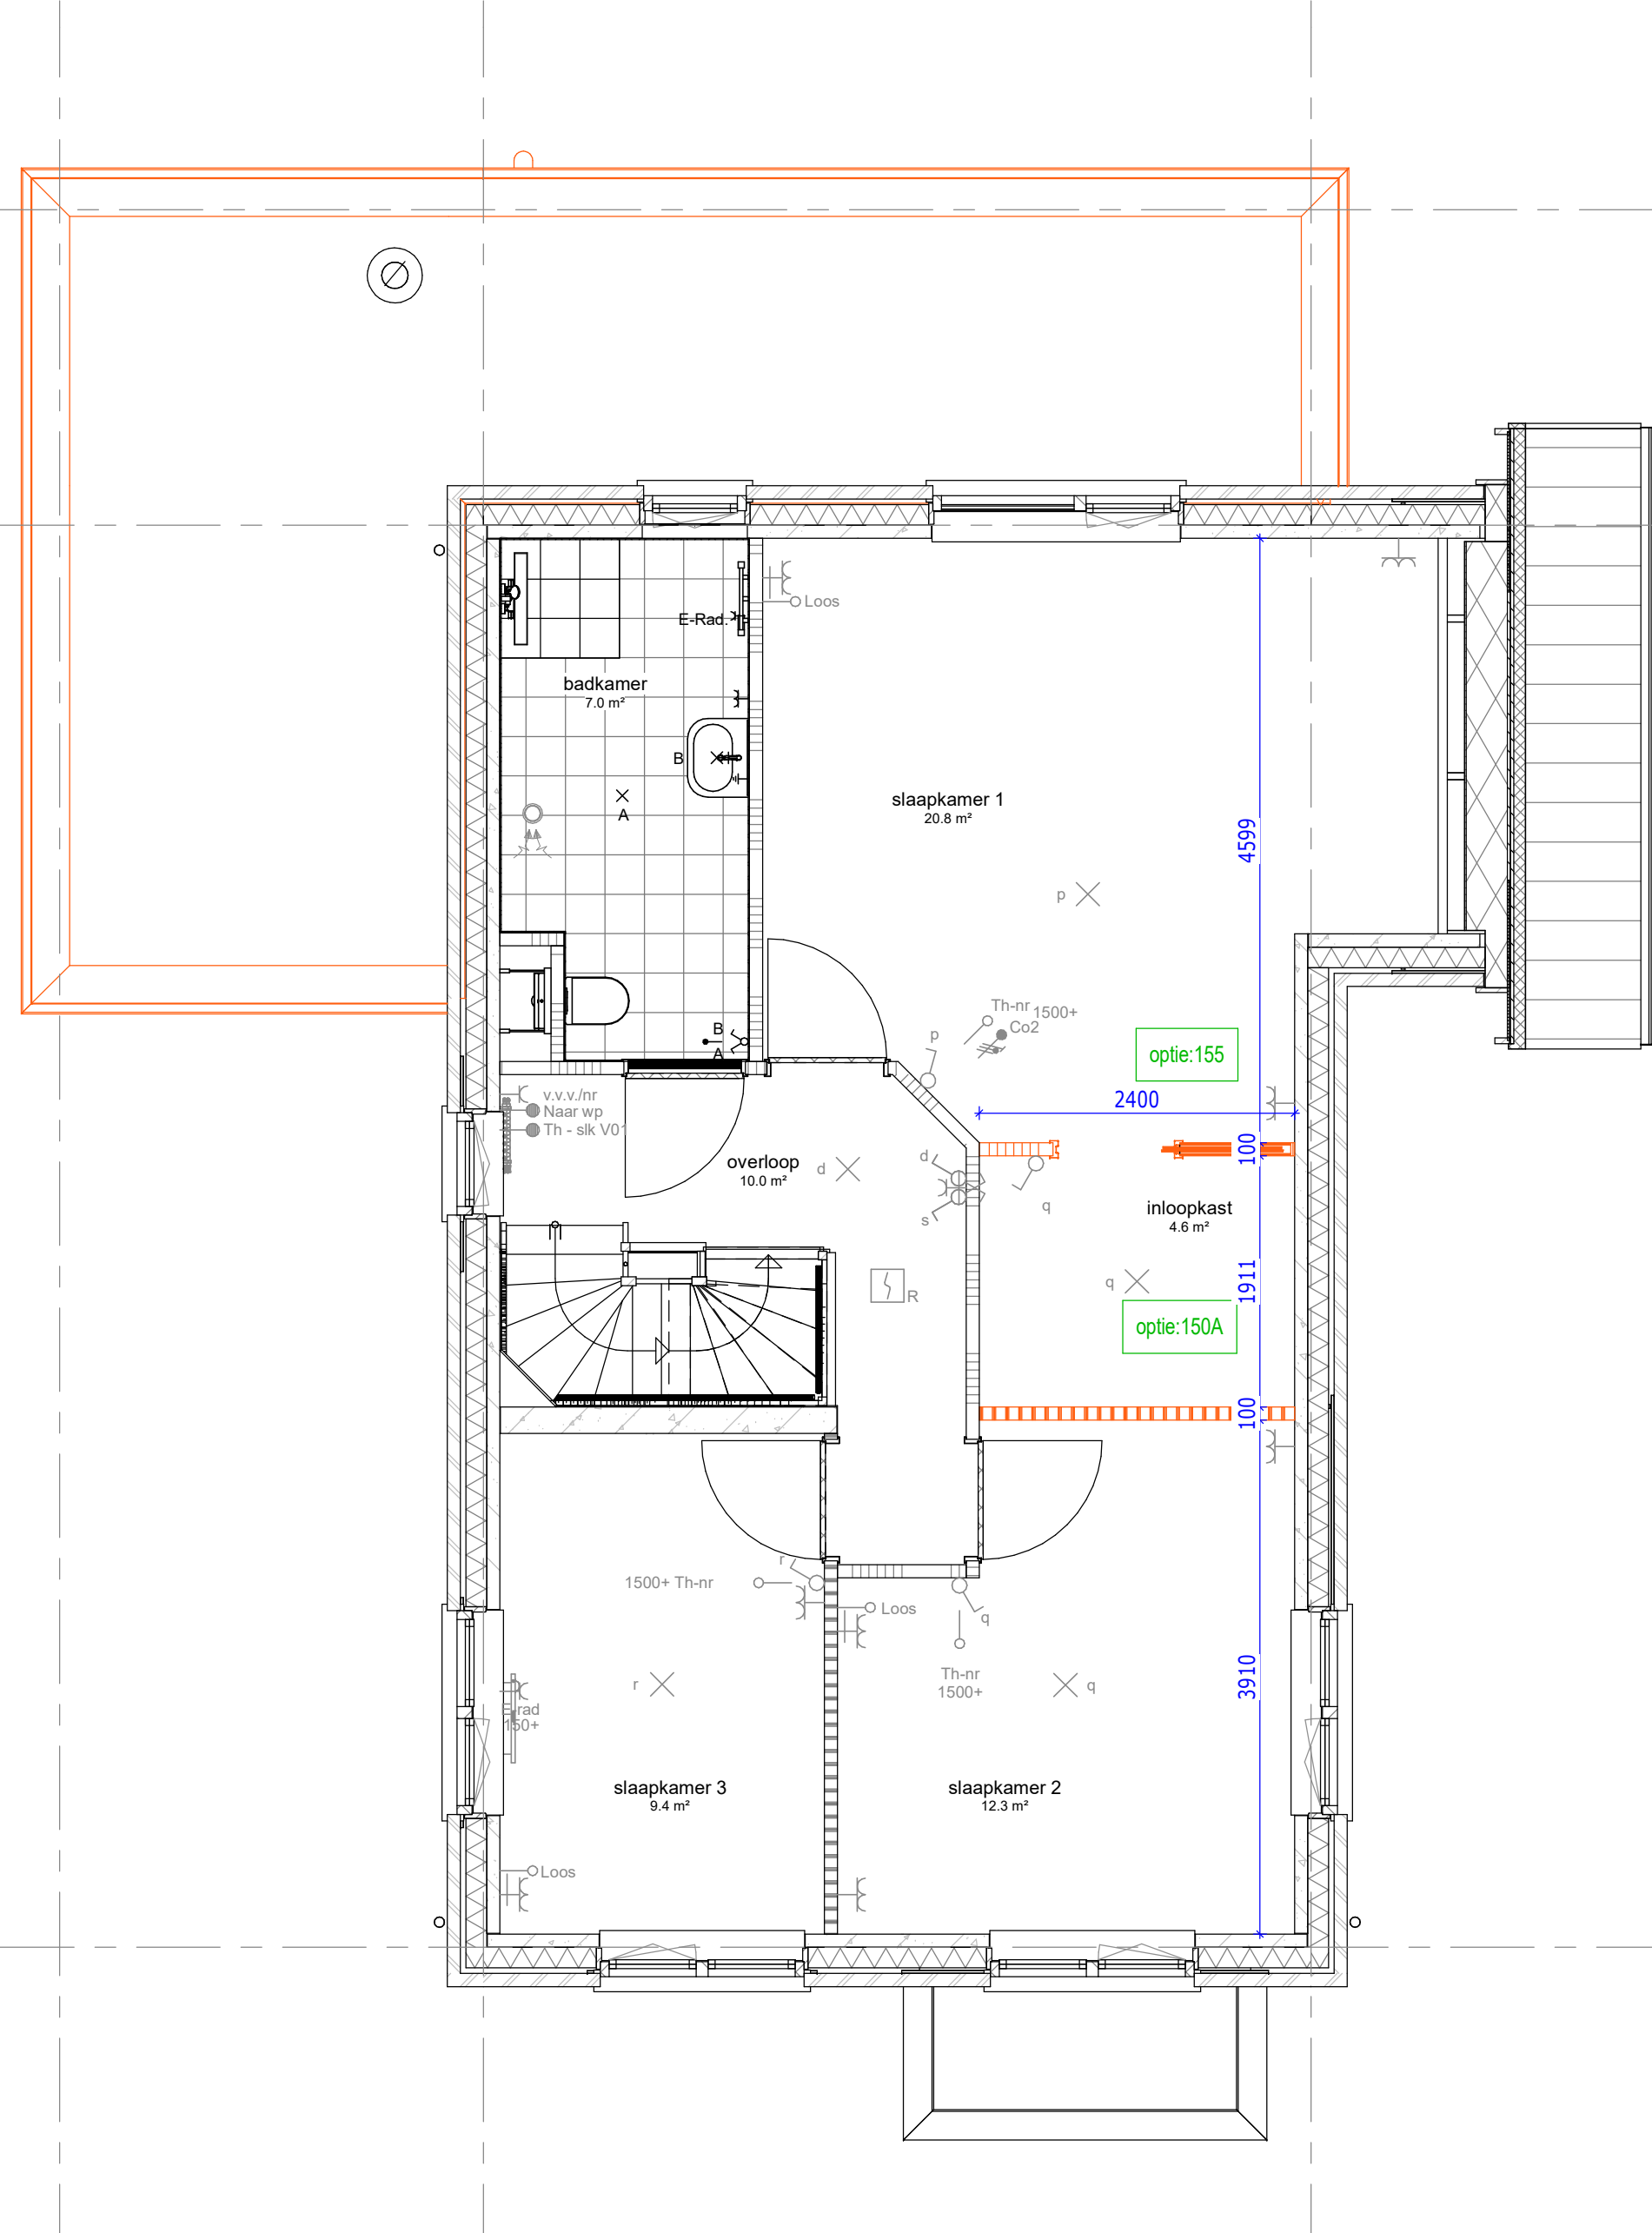 Loos
E-Rad.
badkamer
7.0 m²
B
A
slaapkamer 1
20.8 m²
4599
p
Th-nr 1500+
Co2
p
B
A
optie:155
v.v.v./nr
Naar wp
Th - slk V01
2400
100
overloop
10.0 m²
d
d
s
q
inloopkast
4.6 m²
q
1911
R
optie:150A
100
r
1500+ Th-nr
Loos
q
Th-nr
1500+
r
q
3910
E-rad
150+
slaapkamer 3
9.4 m²
slaapkamer 2
12.3 m²
Loos